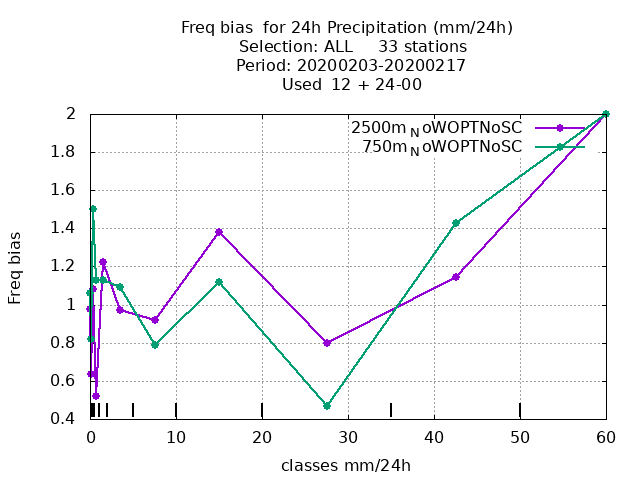 Freq bias  for 24h Precipitation (mm/24h)
Selection: ALL     33 stations
Period: 20200203-20200217
Used  12 + 24-00
2500m_NoWOPTNoSC
750m_NoWOPTNoSC
2
1.8
1.6
1.4
1.2
1
0.8
0.6
0.4
Freq bias
0 10 20 30 40 50 60
classes mm/24h